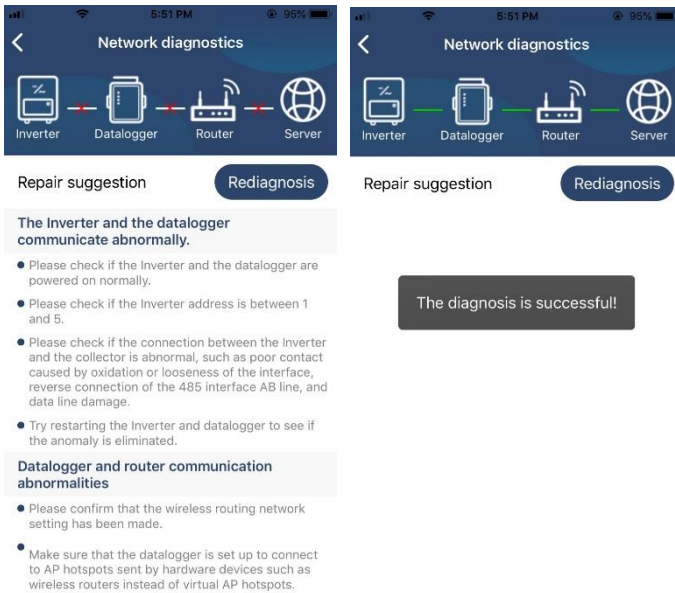 5:51 PM
95%
Network diagnostics
Inverter Datalogger Router Server
Repair suggestion
Rediagnosis
The Inverter and the datalogger
communicate abnormally.
Please check if the Inverter and the datalogger are
powered on normally.
Please check if the Inverter address is between 1
and 5.
Please check if the connection between the Inverter
and the collector is abnormal, such as poor contact
caused by oxidation or looseness of the interface,
reverse connection of the 485 interface AB line, and
data line damage.
Try restarting the Inverter and datalogger to see if
the anomaly is eliminated.
Datalogger and router communication
abnormalities
Please confirm that the wireless routing network
setting has been made.
Make sure that the datalogger is set up to connect
to AP hotspots sent by hardware devices such as
wireless routers instead of virtual AP hotspots.
5:51 PM
95%
Network diagnostics
Inverter Datalogger Router Server
Repair suggestion
Rediagnosis
The diagnosis is successful!